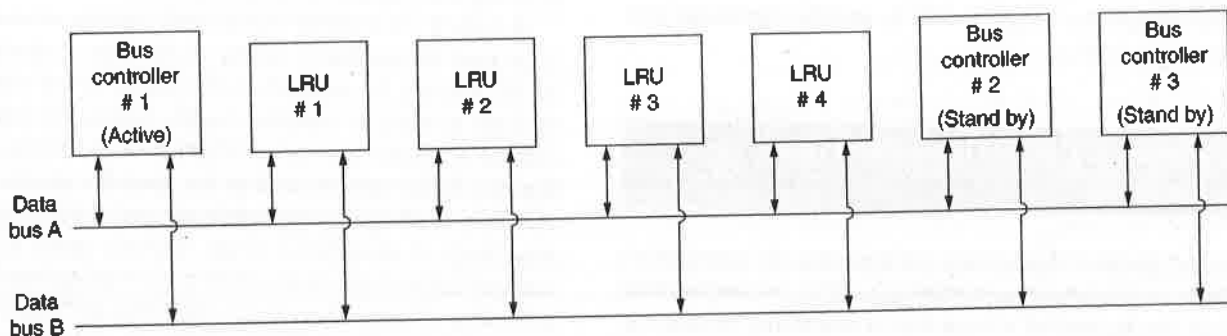 Bus
controller
# 1
(Active)
LRU
# 1
LRU
# 2
LRU
# 3
LRU
# 4
Bus
controller
# 2
(Stand by)
Bus
controller
# 3
(Stand by)
Data
bus A
Data
bus B